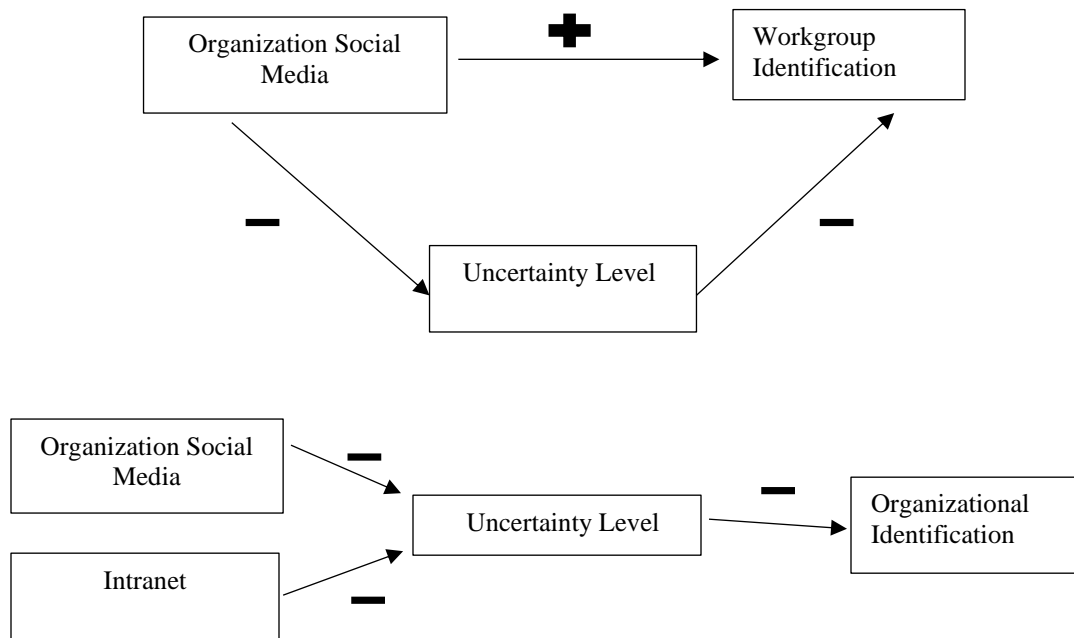 Organization Social
Media
Workgroup
Identification
Uncertainty Level
Organization Social
Media
Uncertainty Level
Organizational
Identification
Intranet